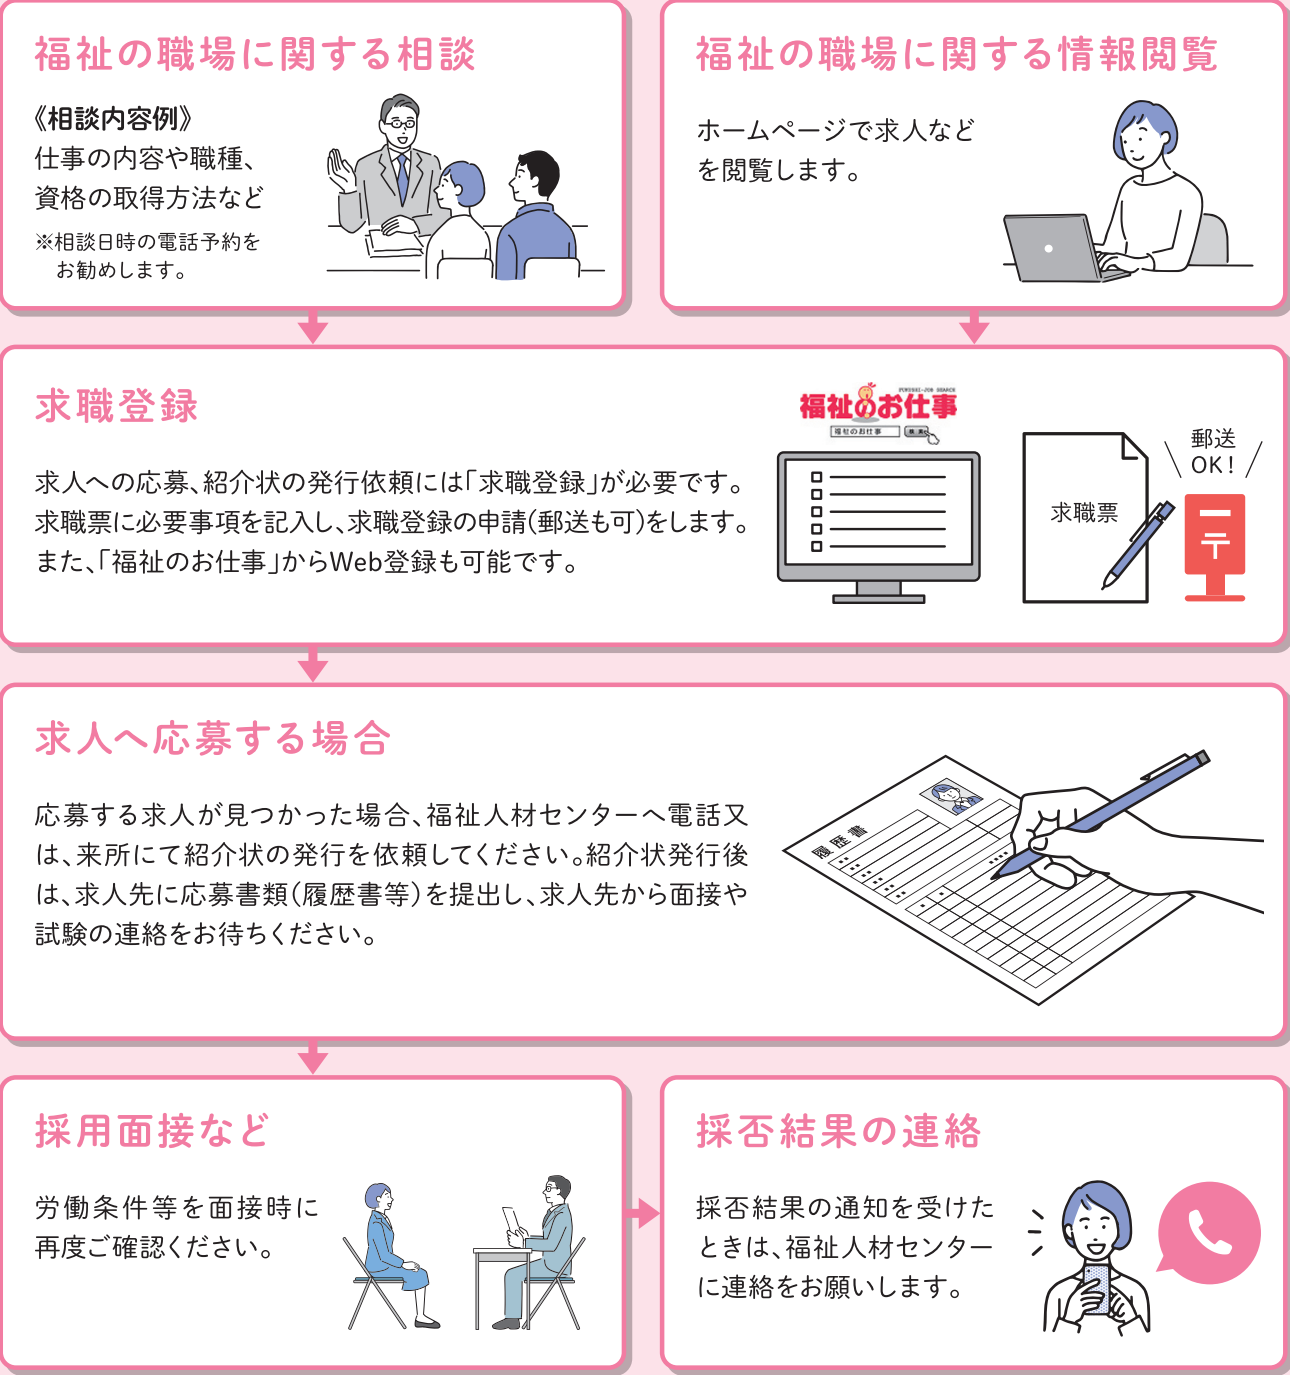 福祉の職場に関する相談
《相談内容例》
仕事の内容や職種、
資格の取得方法など
※相談日時の電話予約を
お勧めします。
福祉の職場に関する情報閲覧
ホームページで求人など
を閲覧します。
求職登録
求人への応募、紹介状の発行依頼には「求職登録」が必要です。
求職票に必要事項を記入し、求職登録の申請(郵送も可)をします。
また、「福祉のお仕事」からWeb登録も可能です。
FUKUSHI-JOB SEARCH
福祉のお仕事
福祉のお仕事
検索
求職票
郵送
OK!
求人へ応募する場合
応募する求人が見つかった場合、福祉人材センターへ電話又
は、来所にて紹介状の発行を依頼してください。紹介状発行後
は、求人先に応募書類(履歴書等)を提出し、求人先から面接や
試験の連絡をお待ちください。
履歴書
採用面接など
労働条件等を面接時に
再度ご確認ください。
採否結果の連絡
採否結果の通知を受けた
ときは、福祉人材センター
に連絡をお願いします。